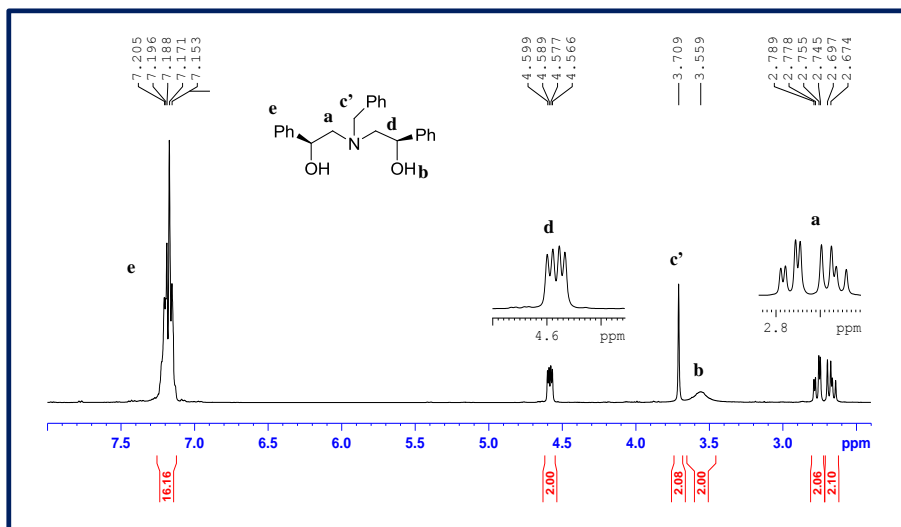 7.205
7.196
7.188
7.171
7.153
4.599
4.589
4.577
4.566
3.709
3.559
2.789
2.778
2.755
2.745
2.697
2.674
c’ Ph
e a d
Ph N Ph
OH OH b
d a
e c’
4.6 ppm 2.8 ppm
b
7.5 7.0 6.5 6.0 5.5 5.0 4.5 4.0 3.5 3.0 ppm
16.16 2.00 2.08 2.00 2.06 2.10